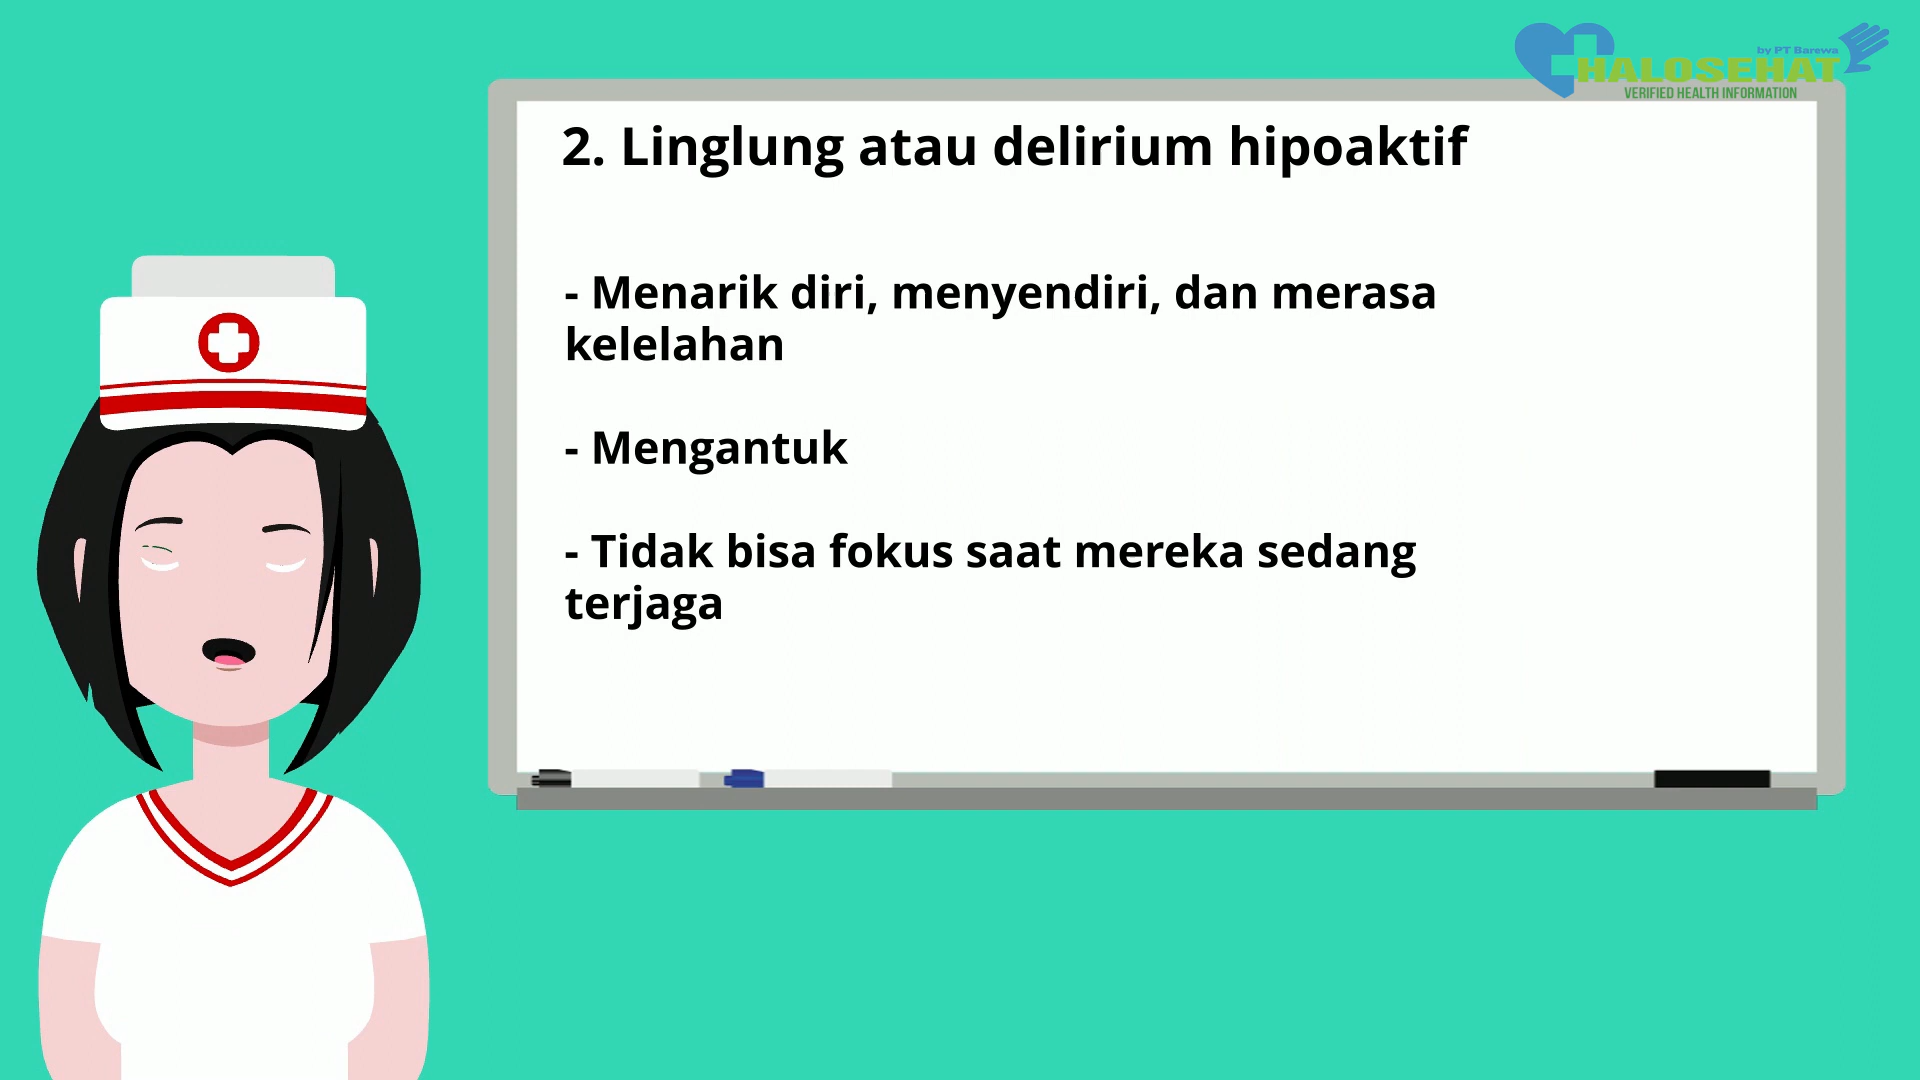 by PT Barewa
HALOSEHAT
VERIFIED HEALTH INFORMATION
2. Linglung atau delirium hipoaktif
- Menarik diri, menyendiri, dan merasa
kelelahan
- Mengantuk
- Tidak bisa fokus saat mereka sedang
terjaga